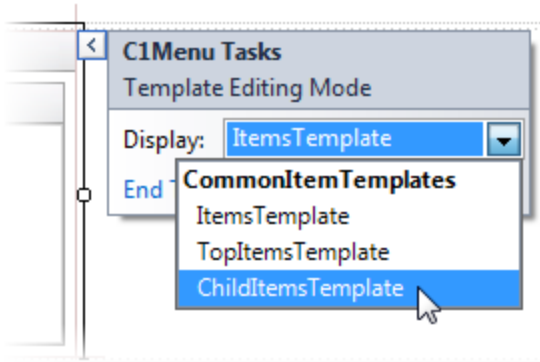 C1Menu Tasks
Template Editing Mode
Display: ItemsTemplate
End
CommonItemTemplates
ItemsTemplate
TopItemsTemplate
ChildItemsTemplate